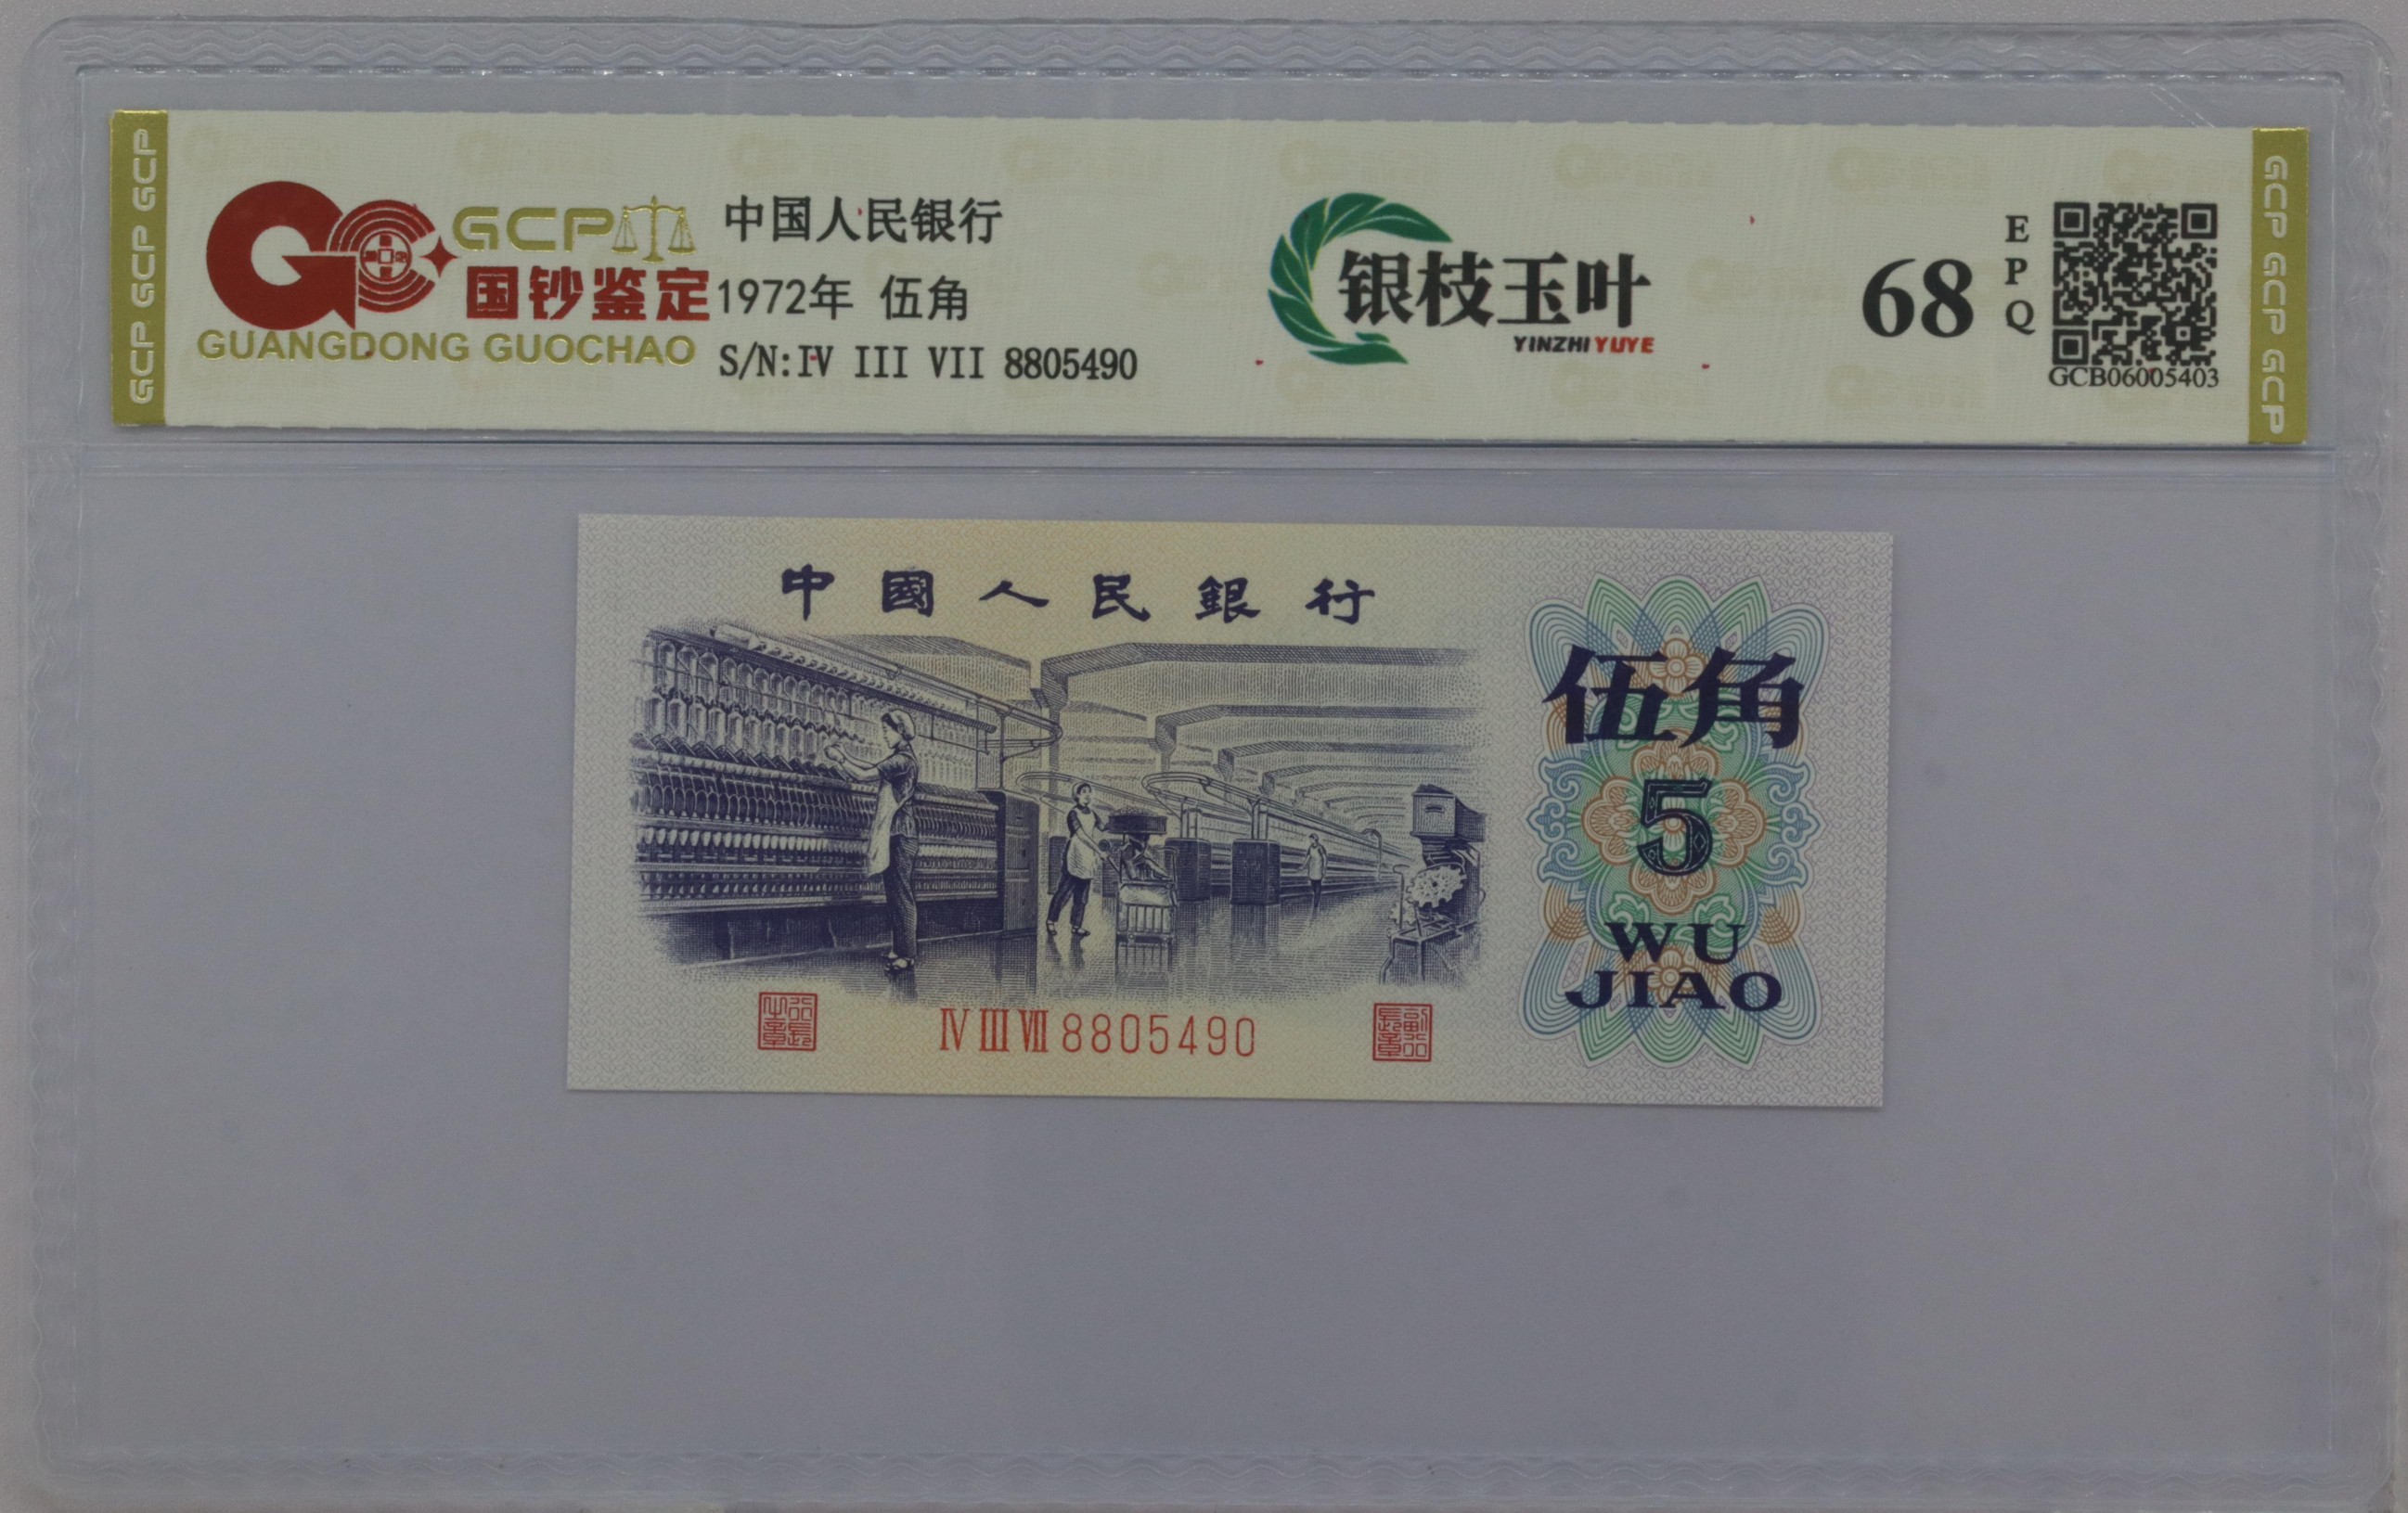 GCP GCP GCP
GCP
国钞鉴定
GUANGDONG GUOCHAO
中国人民银行
1972年 伍角
S/N:IV III VII 8805490
银枝玉叶
YINZHI YUYE
68
EPQ
GCB06005403
GCP GCP GCP
中國人民銀行
伍角
5
WU
JIAO
IV III VII 8805490